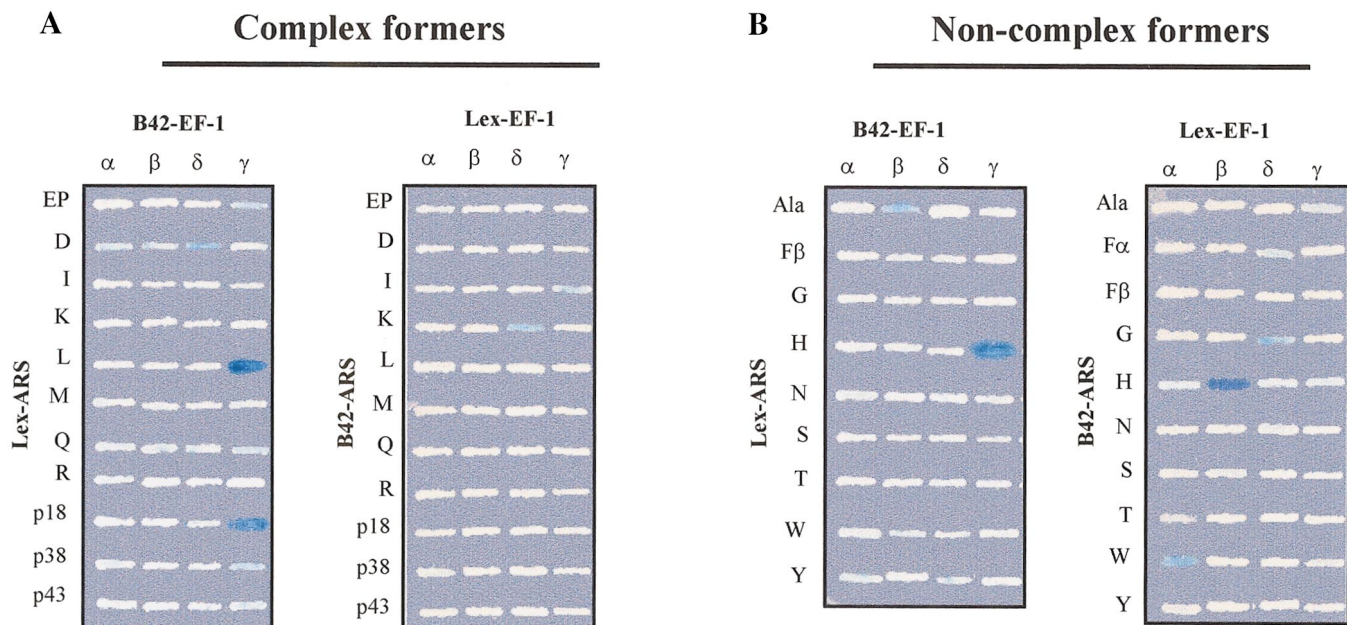 A
Complex formers
B42-EF-1
α β δ γ
Lex-ARS
EP
D
I
K
L
M
Q
R
p18
p38
p43
Lex-EF-1
α β δ γ
B42-ARS
EP
D
I
K
L
M
Q
R
p18
p38
p43
B
Non-complex formers
B42-EF-1
α β δ γ
Lex-ARS
Ala
Fβ
G
H
N
S
T
W
Y
Lex-EF-1
α β δ γ
B42-ARS
Ala
Fα
Fβ
G
H
N
S
T
W
Y